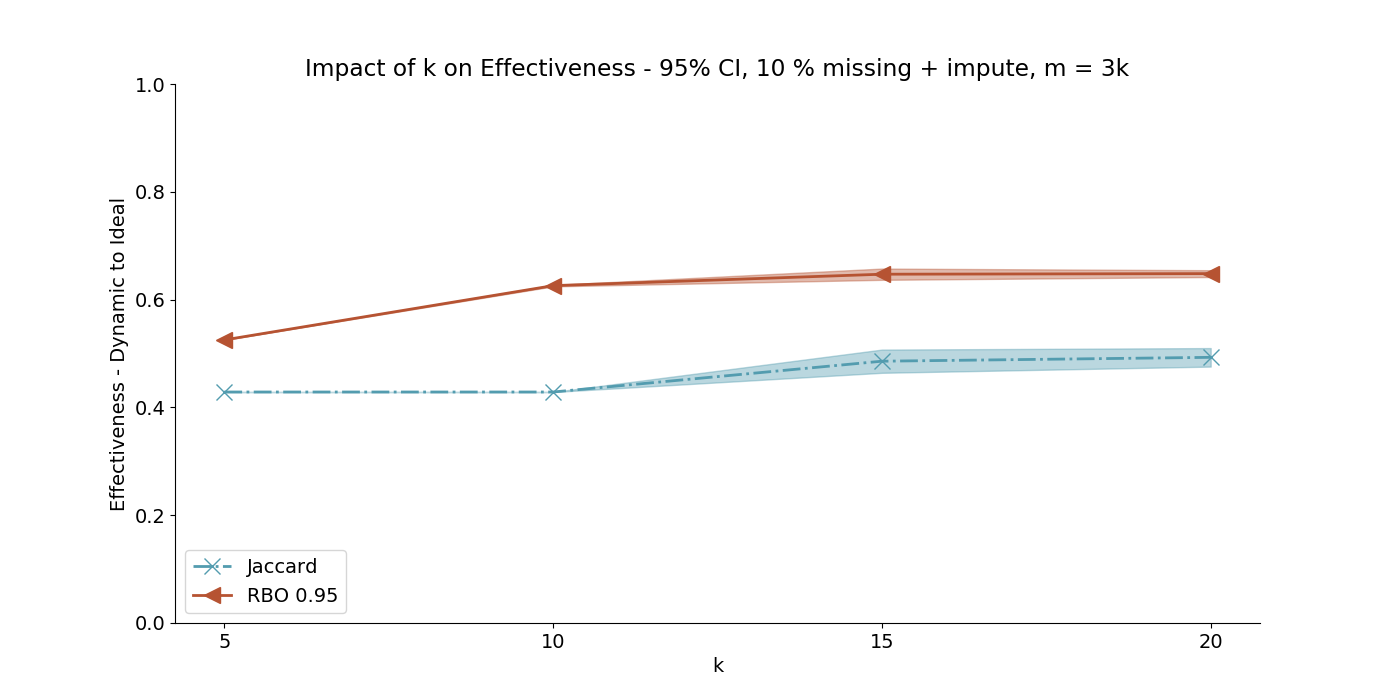 Impact of k on Effectiveness - 95% CI, 10 % missing + impute, m = 3k
Effectiveness - Dynamic to Ideal
1.0
0.8
0.6
0.4
0.2
0.0
Jaccard
RBO 0.95
5 10 15 20
k